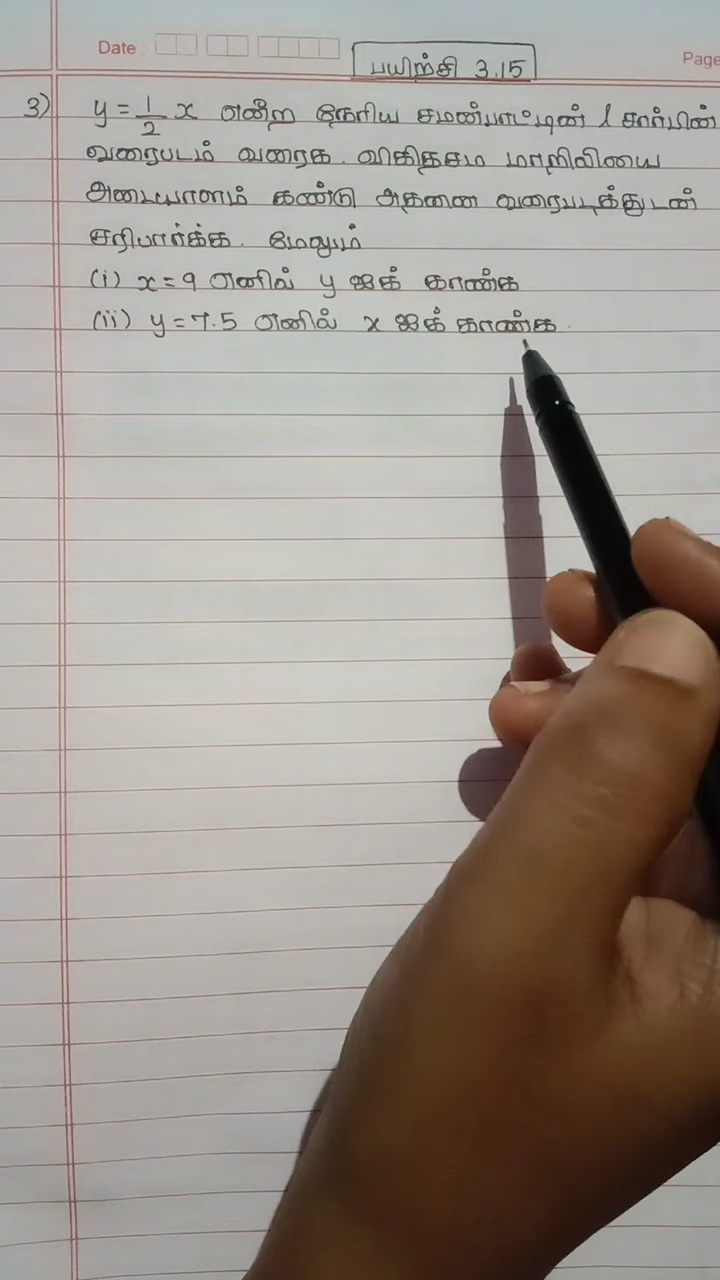 Date :
Page
பயிற்சி 3.15
3) y = 1/2 x என்ற நேரிய சமன்பாட்டின் / சார்பின்
வரைபடம் வரைக. விகிதசம மாறிலியை
அடையாளம் கண்டு அதனை வரைபடத்துடன்
சரிபார்க்க. மேலும்
(i) x = 9 எனில் y ஐக் காண்க
(ii) y = 7.5 எனில் x ஐக் காண்க.